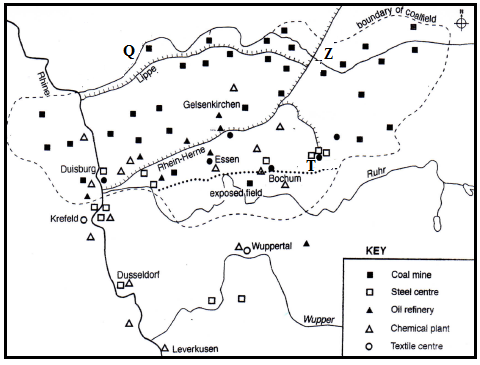 boundary of coalfield
N
Q
Z
Rhine
Lippe
Gelsenkirchen
Rhein-Herne
Essen
T
Duisburg
Bochum
Ruhr
exposed field
Krefeld
Wuppertal
KEY
Coal mine
Dusseldorf
Steel centre
Oil refinery
Wupper
Chemical plant
Leverkusen
Textile centre